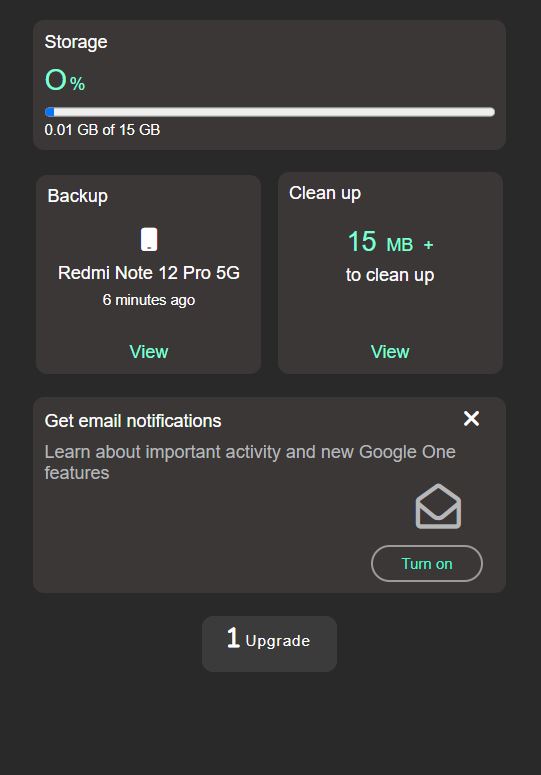 Storage
0 %
0.01 GB of 15 GB
Backup
Redmi Note 12 Pro 5G
6 minutes ago
View
Clean up
15 MB +
to clean up
View
Get email notifications
Learn about important activity and new Google One
features
Turn on
1 Upgrade